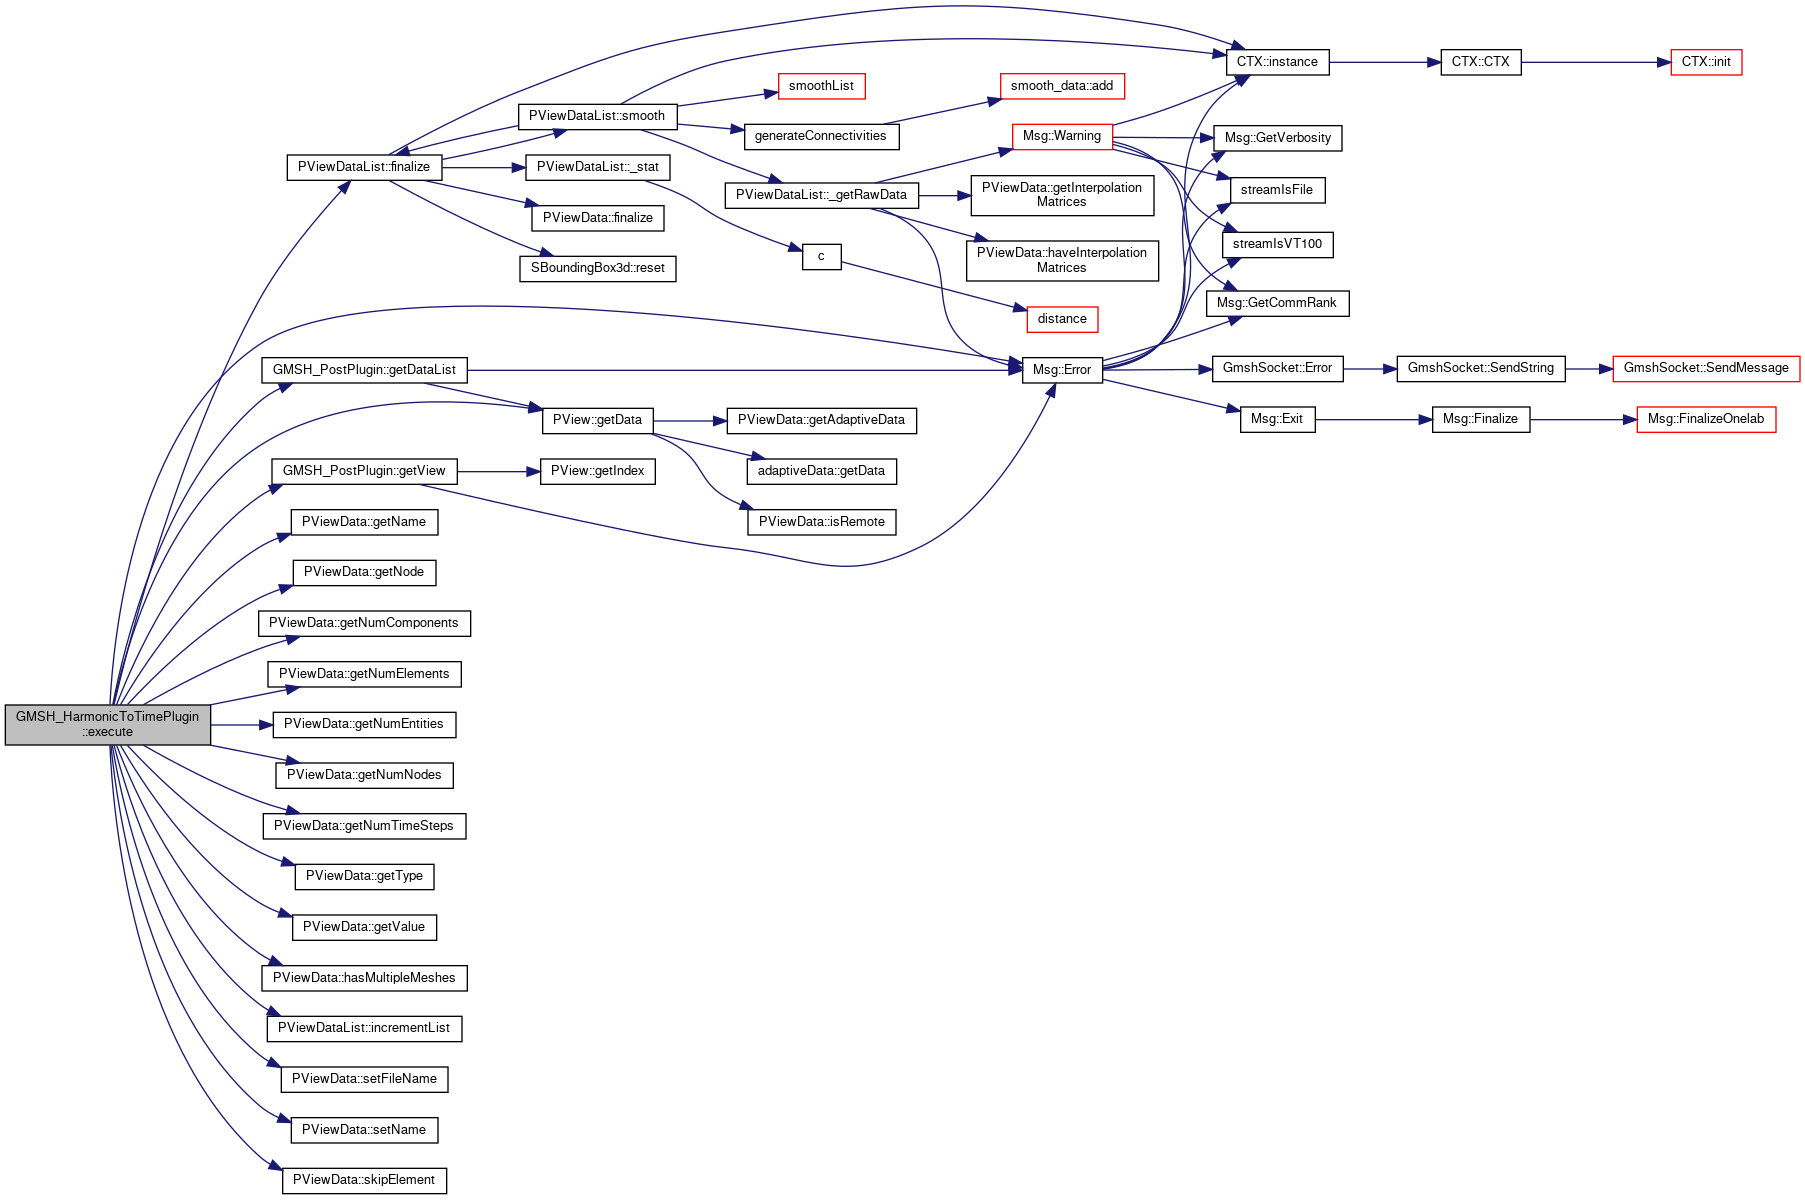 GMSH_HarmonicToTimePlugin
::execute
PViewDataList::finalize
PViewDataList::smooth
smoothList
generateConnectivities
smooth_data::add
CTX::instance
CTX::CTX
CTX::init
PViewDataList::_stat
PViewData::finalize
SBoundingBox3d::reset
PViewDataList::_getRawData
Msg::Warning
PViewData::getInterpolation
Matrices
PViewData::haveInterpolation
Matrices
c
distance
Msg::GetVerbosity
streamIsFile
streamIsVT100
Msg::GetCommRank
Msg::Error
GmshSocket::Error
GmshSocket::SendString
GmshSocket::SendMessage
Msg::Exit
Msg::Finalize
Msg::FinalizeOnelab
GMSH_PostPlugin::getDataList
PView::getData
PViewData::getAdaptiveData
adaptiveData::getData
PViewData::isRemote
GMSH_PostPlugin::getView
PView::getIndex
PViewData::getName
PViewData::getNode
PViewData::getNumComponents
PViewData::getNumElements
PViewData::getNumEntities
PViewData::getNumNodes
PViewData::getNumTimeSteps
PViewData::getType
PViewData::getValue
PViewData::hasMultipleMeshes
PViewDataList::incrementList
PViewData::setFileName
PViewData::setName
PViewData::skipElement